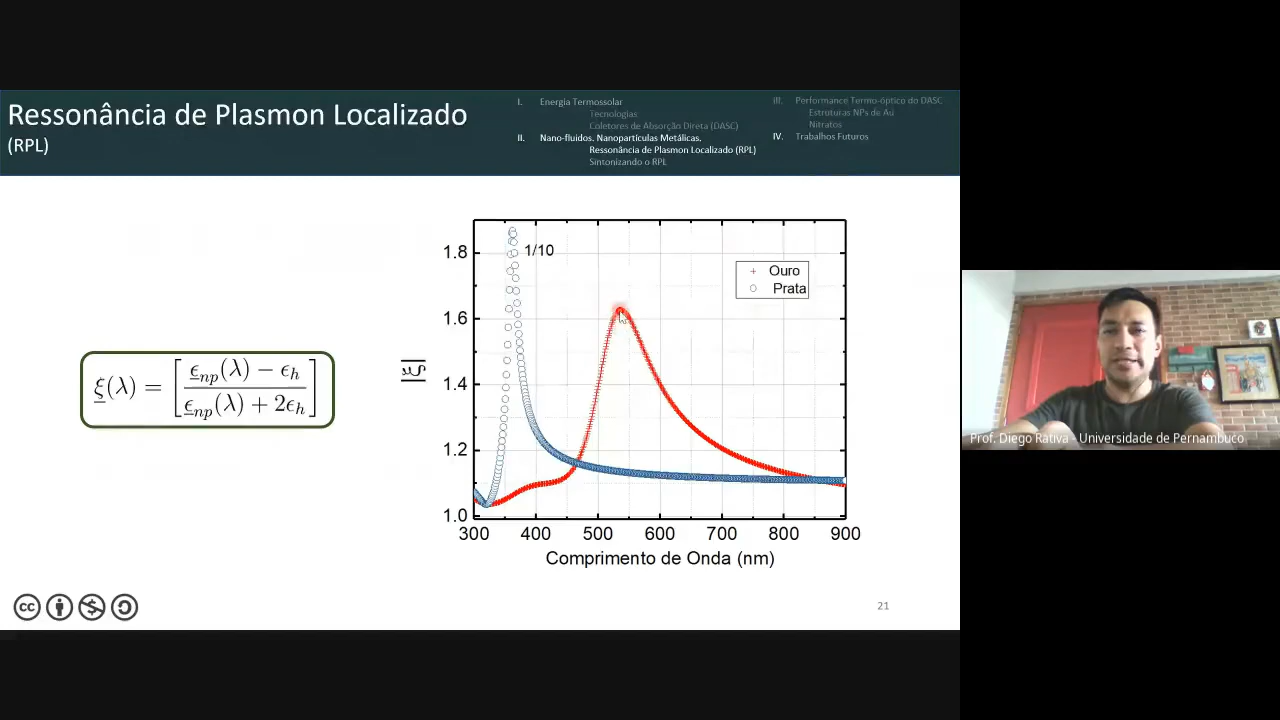 Ressonância de Plasmon Localizado
(RPL)
I. Energia Termossolar
Tecnologias
Coletores de Absorção Direta (DASC)
II. Nano-fluidos. Nanopartículas Metálicas.
Ressonância de Plasmon Localizado (RPL)
Sintonizando o RPL
III. Performance Termo-óptico do DASC
Estruturas NPs de Au
Nitratos
IV. Trabalhos Futuros
ξ(λ) = [ϵnp(λ) − ϵh / ϵnp(λ) + 2ϵh]
|ξ|
1.8
1.6
1.4
1.2
1.0
1/10
+ Ouro
○ Prata
300 400 500 600 700 800 900
Comprimento de Onda (nm)
cc
21
Prof. Diego Rativa - Universidade de Pernambuco